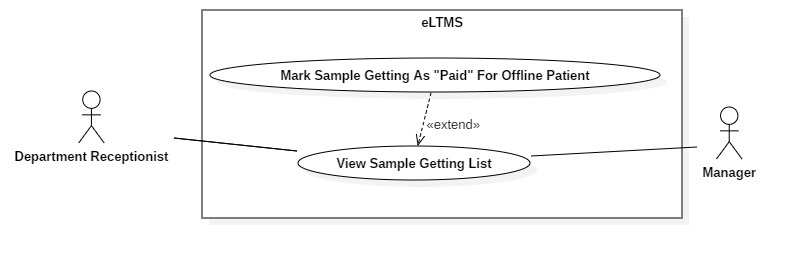 eLTMS
Mark Sample Getting As "Paid" For Offline Patient
«extend»
Department Receptionist
View Sample Getting List
Manager